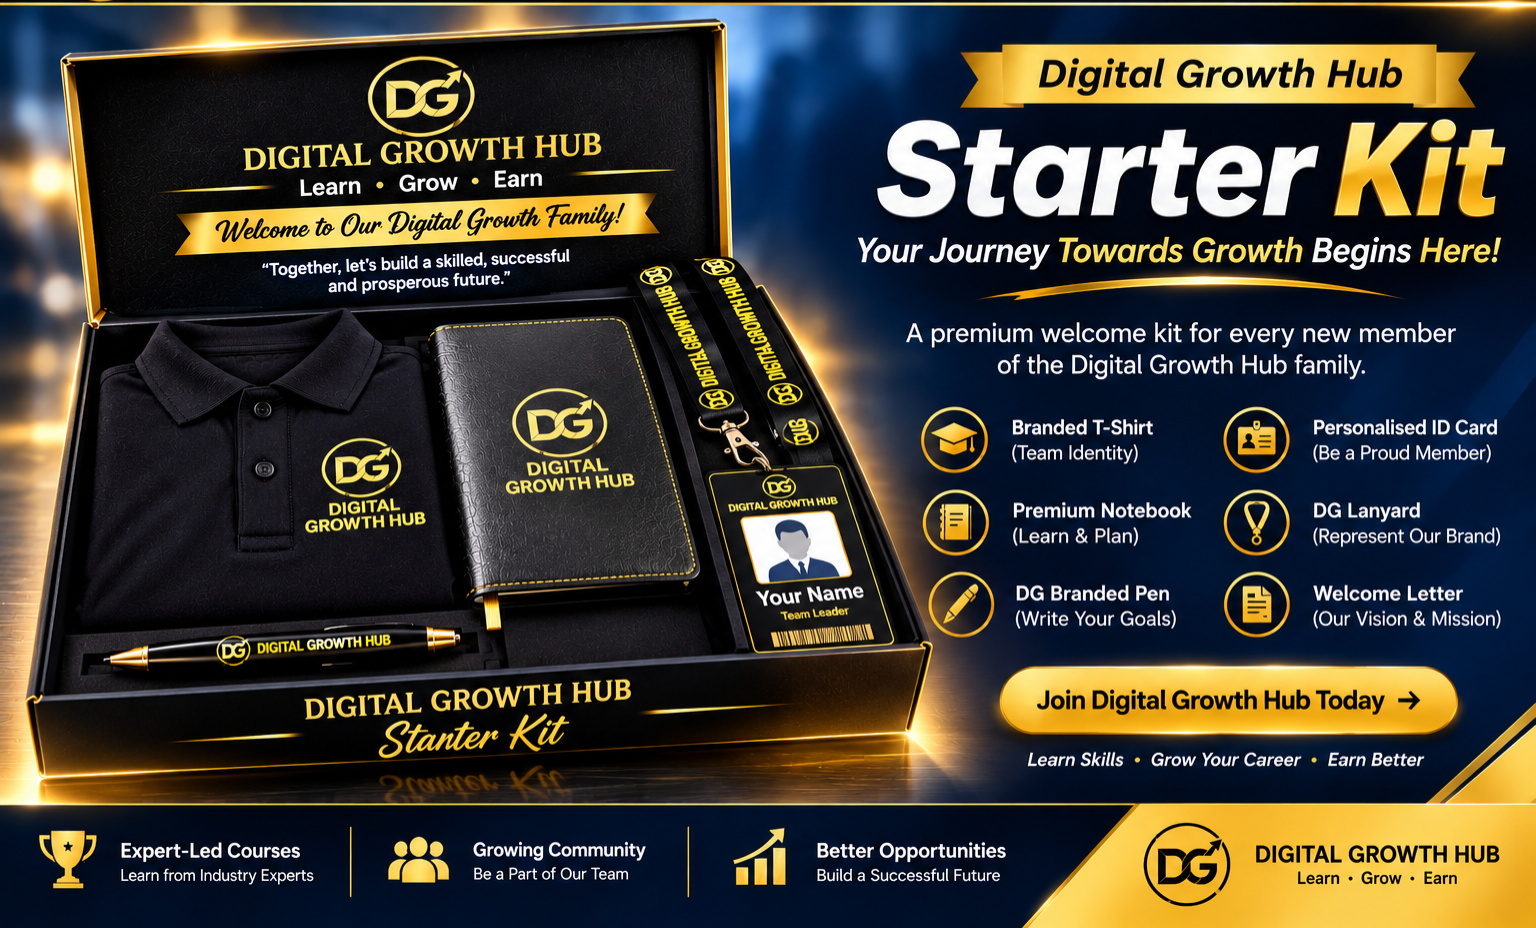 DG
DIGITAL GROWTH HUB
Learn • Grow • Earn
Welcome to Our Digital Growth Family!
“Together, let’s build a skilled, successful
and prosperous future.”
DG
DIGITAL
GROWTH HUB
DG
DIGITAL
GROWTH HUB
DG DIGITAL GROWTH HUB DG
DG DIGITAL GROWTH HUB DG
DG
DIGITAL GROWTH HUB
Your Name
Team Leader
DG DIGITAL GROWTH HUB
DIGITAL GROWTH HUB
Starter Kit
Digital Growth Hub
Starter Kit
Your Journey Towards Growth Begins Here!
A premium welcome kit for every new member
of the Digital Growth Hub family.
Branded T-Shirt
(Team Identity)
Personalised ID Card
(Be a Proud Member)
Premium Notebook
(Learn & Plan)
DG Lanyard
(Represent Our Brand)
DG Branded Pen
(Write Your Goals)
Welcome Letter
(Our Vision & Mission)
Join Digital Growth Hub Today →
Learn Skills • Grow Your Career • Earn Better
Expert-Led Courses
Learn from Industry Experts
Growing Community
Be a Part of Our Team
Better Opportunities
Build a Successful Future
DG
DIGITAL GROWTH HUB
Learn • Grow • Earn